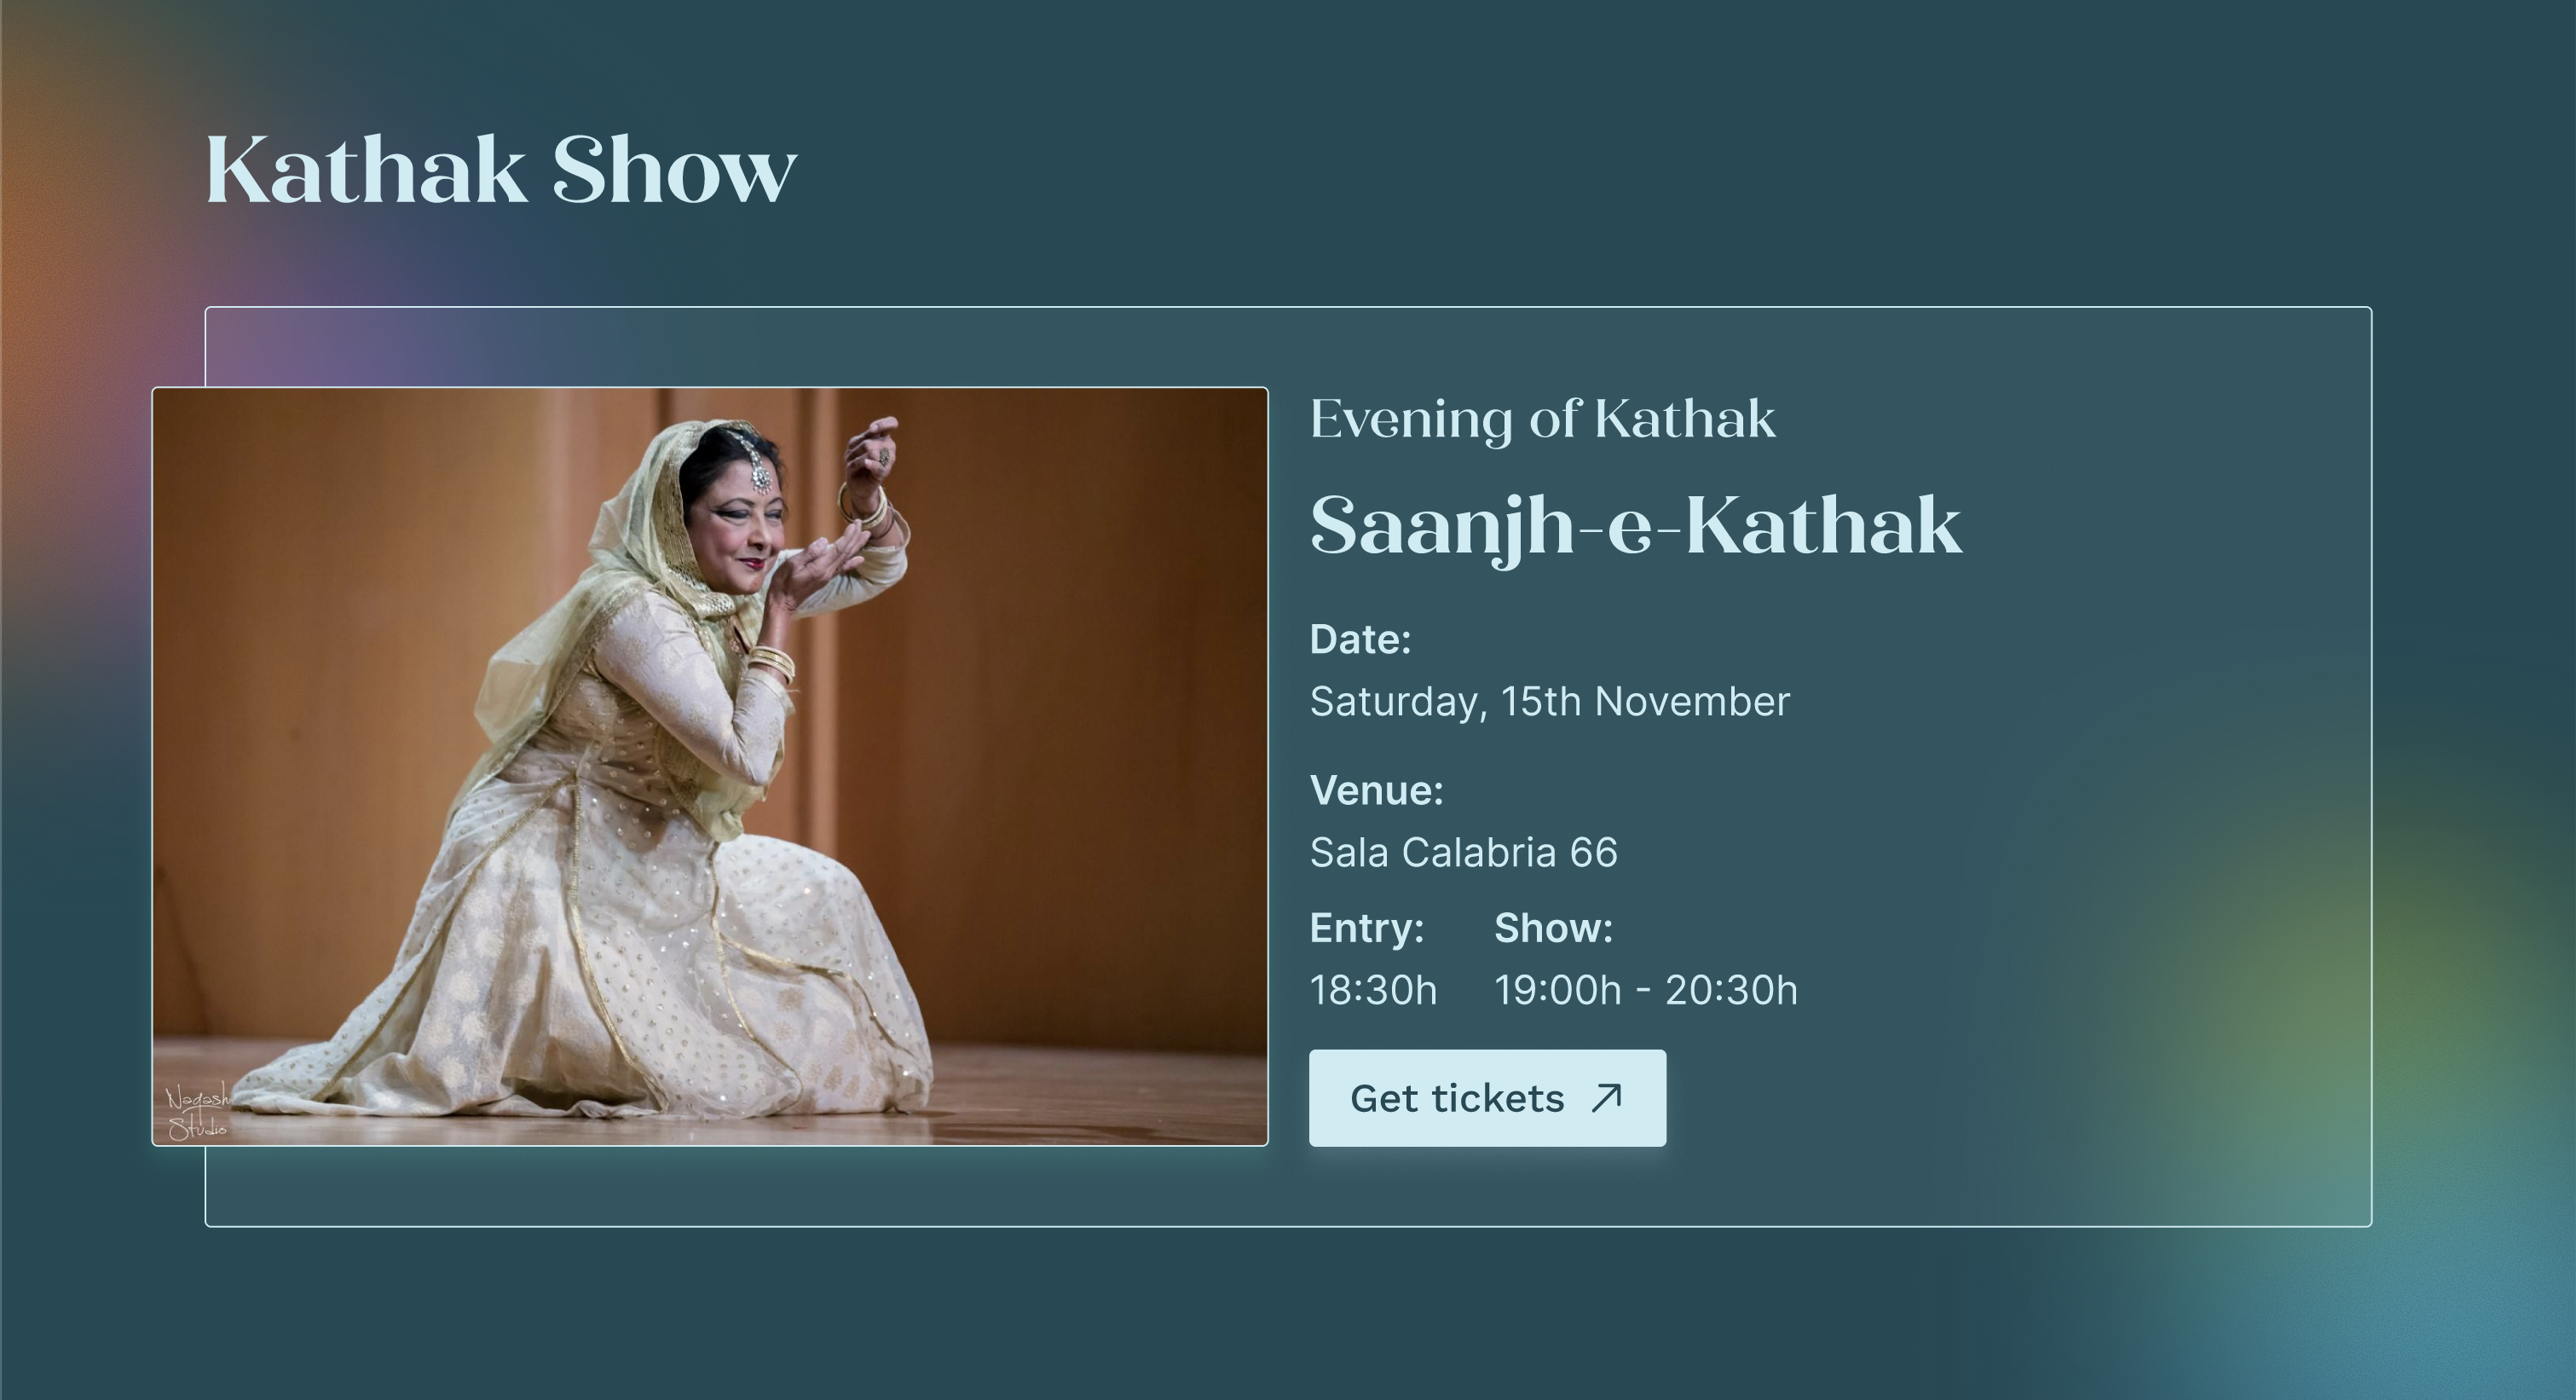 Kathak Show
Evening of Kathak
Saanjh-e-Kathak
Date:
Saturday, 15th November
Venue:
Sala Calabria 66
Entry: Show:
18:30h 19:00h - 20:30h
Get tickets
Naqash
Studio